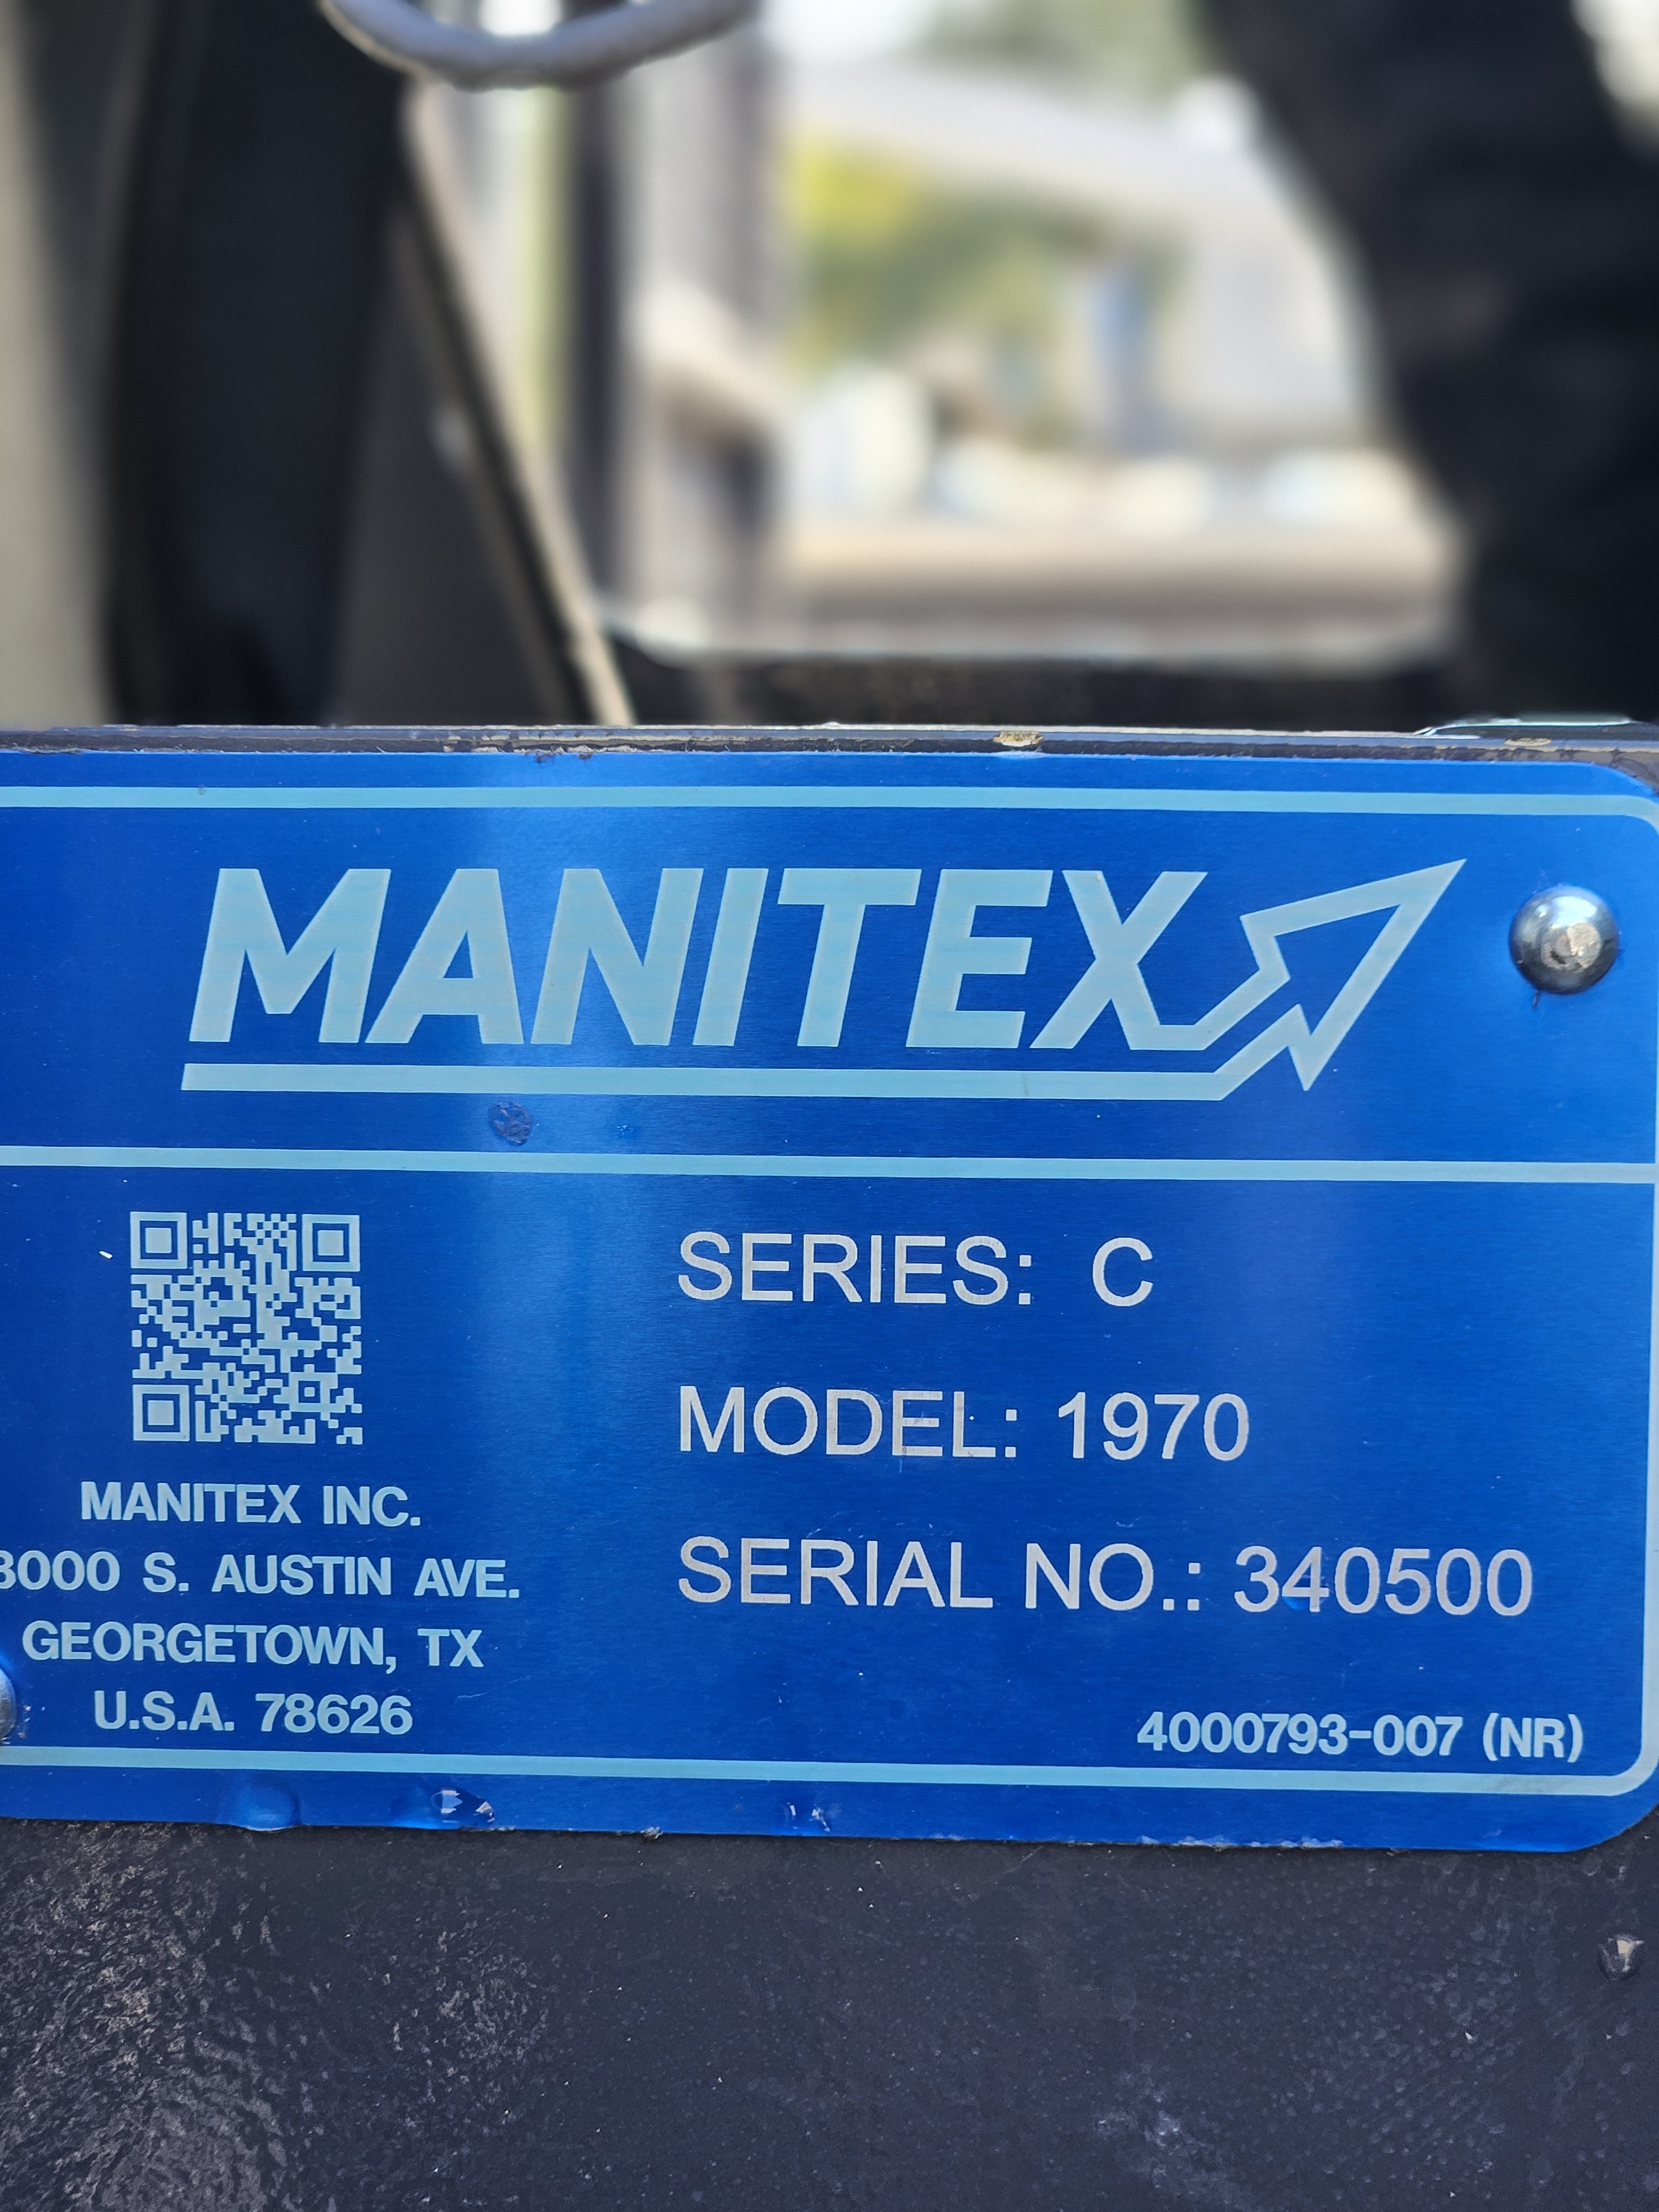 MANITEX
SERIES: C
MODEL: 1970
SERIAL NO.: 340500
MANITEX INC.
3000 S. AUSTIN AVE.
GEORGETOWN, TX
U.S.A. 78626
4000793-007 (NR)